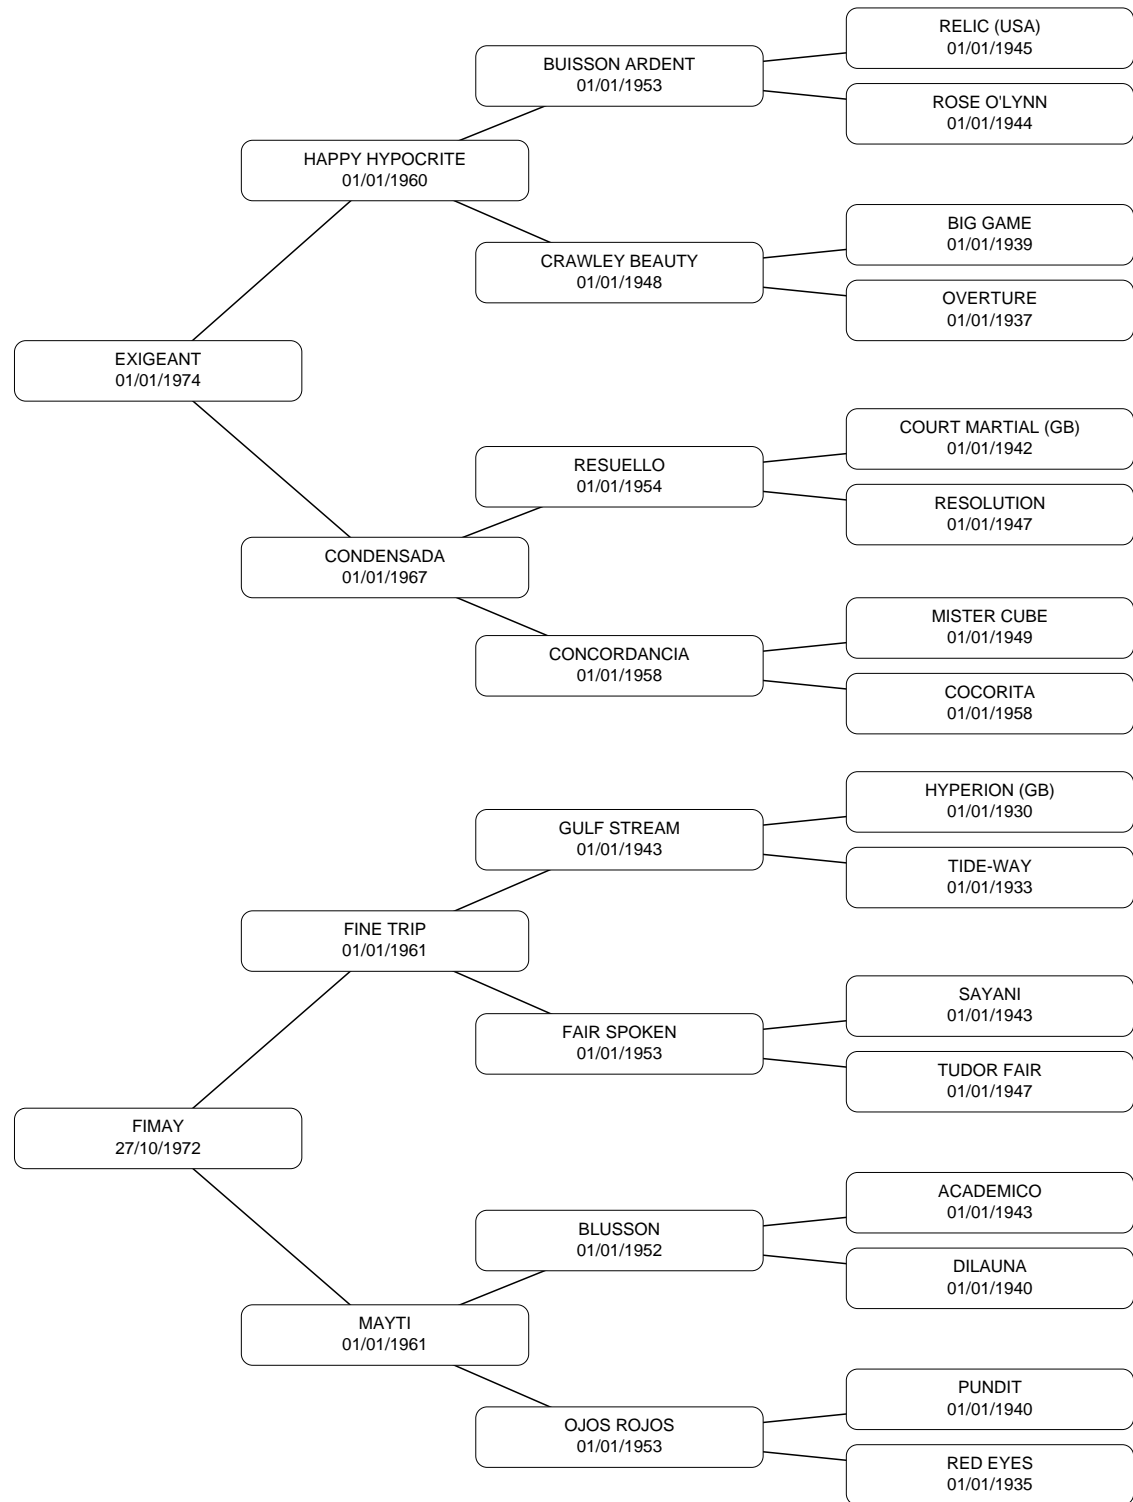 RELIC (USA)
01/01/1945
BUISSON ARDENT
01/01/1953
ROSE O'LYNN
01/01/1944
HAPPY HYPOCRITE
01/01/1960
BIG GAME
01/01/1939
CRAWLEY BEAUTY
01/01/1948
OVERTURE
01/01/1937
EXIGEANT
01/01/1974
COURT MARTIAL (GB)
01/01/1942
RESUELLO
01/01/1954
RESOLUTION
01/01/1947
CONDENSADA
01/01/1967
MISTER CUBE
01/01/1949
CONCORDANCIA
01/01/1958
COCORITA
01/01/1958
HYPERION (GB)
01/01/1930
GULF STREAM
01/01/1943
TIDE-WAY
01/01/1933
FINE TRIP
01/01/1961
SAYANI
01/01/1943
FAIR SPOKEN
01/01/1953
TUDOR FAIR
01/01/1947
FIMAY
27/10/1972
ACADEMICO
01/01/1943
BLUSSON
01/01/1952
DILAUNA
01/01/1940
MAYTI
01/01/1961
PUNDIT
01/01/1940
OJOS ROJOS
01/01/1953
RED EYES
01/01/1935